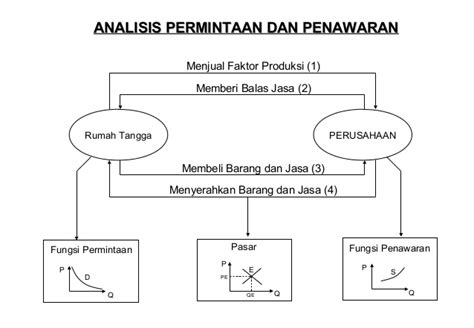 ANALISIS PERMINTAAN DAN PENAWARAN
Menjual Faktor Produksi (1)
Memberi Balas Jasa (2)
Rumah Tangga
PERUSAHAAN
Membeli Barang dan Jasa (3)
Menyerahkan Barang dan Jasa (4)
Fungsi Permintaan
P
D
Q
Pasar
P
E
PE
QE
Q
Fungsi Penawaran
P
S
Q